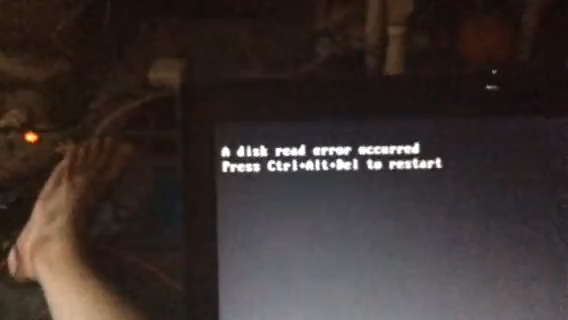 A disk read error occurred
Press Ctrl+Alt+Del to restart